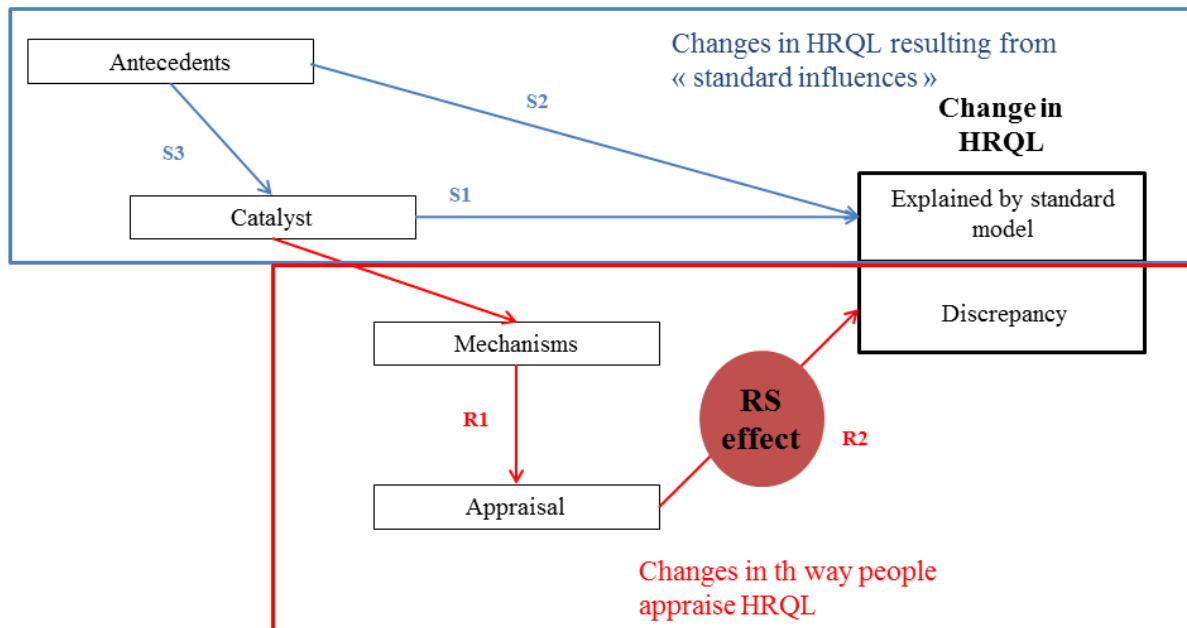 Antecedents
Changes in HRQL resulting from
« standard influences »
S2
Change in
HRQL
S3
S1
Catalyst
Explained by standard
model
Discrepancy
Mechanisms
R1
RS
effect
R2
Appraisal
Changes in th way people
appraise HRQL